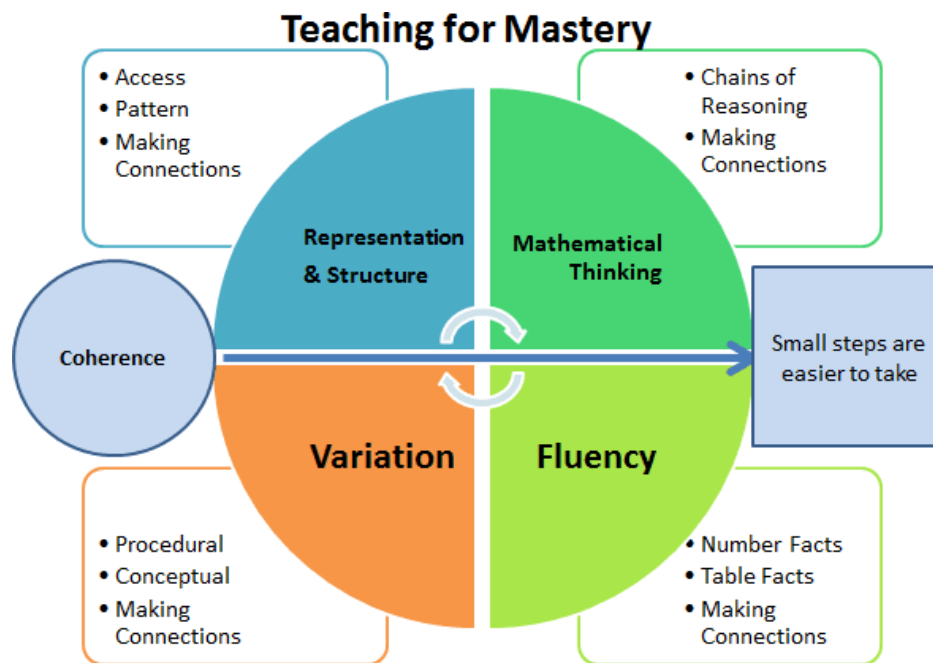 Teaching for Mastery
• Access
• Pattern
• Making
Connections
• Chains of
Reasoning
• Making
Connections
Representation
& Structure
Mathematical
Thinking
Coherence
Small steps are
easier to take
Variation
Fluency
• Procedural
• Conceptual
• Making
Connections
• Number Facts
• Table Facts
• Making
Connections